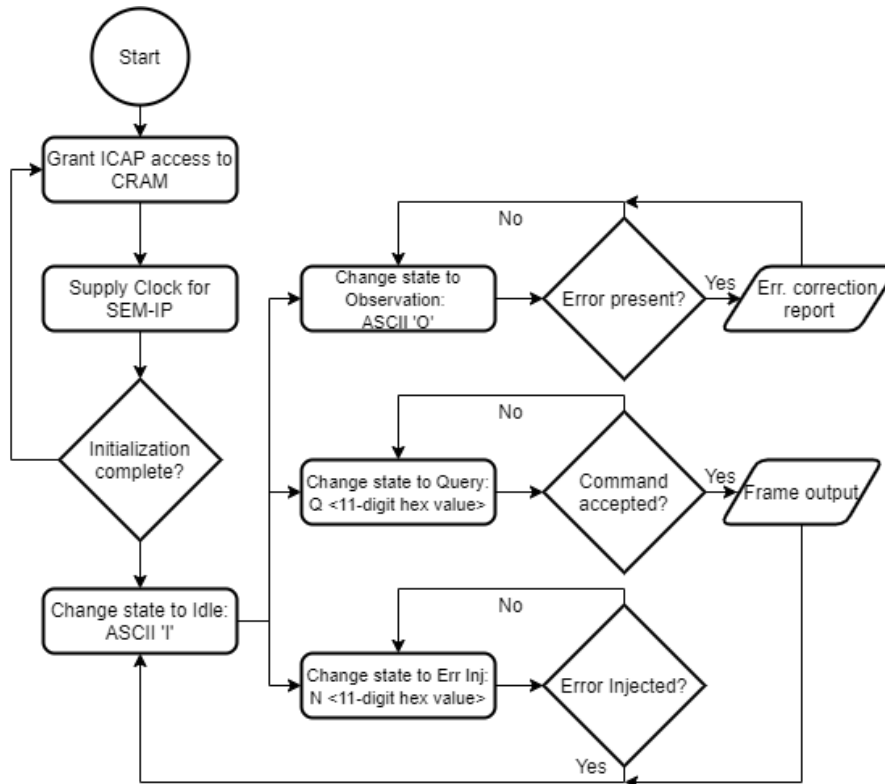 Start
Grant ICAP access to
CRAM
Supply Clock for
SEM-IP
Initialization
complete?
Change state to Idle:
ASCII 'I'
No
Change state to
Observation:
ASCII 'O'
Error present?
Yes
Err. correction
report
No
Change state to Query:
Q <11-digit hex value>
Command
accepted?
Yes
Frame output
No
Change state to Err Inj:
N <11-digit hex value>
Error Injected?
Yes